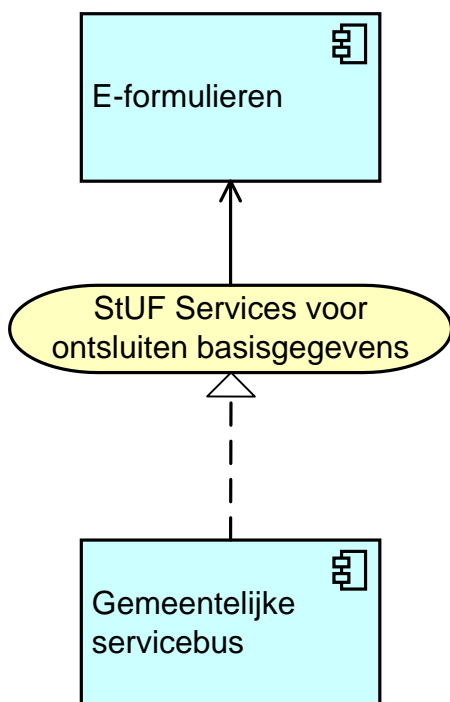 E-formulieren
StUF Services voor
ontsluiten basisgegevens
Gemeentelijke
servicebus